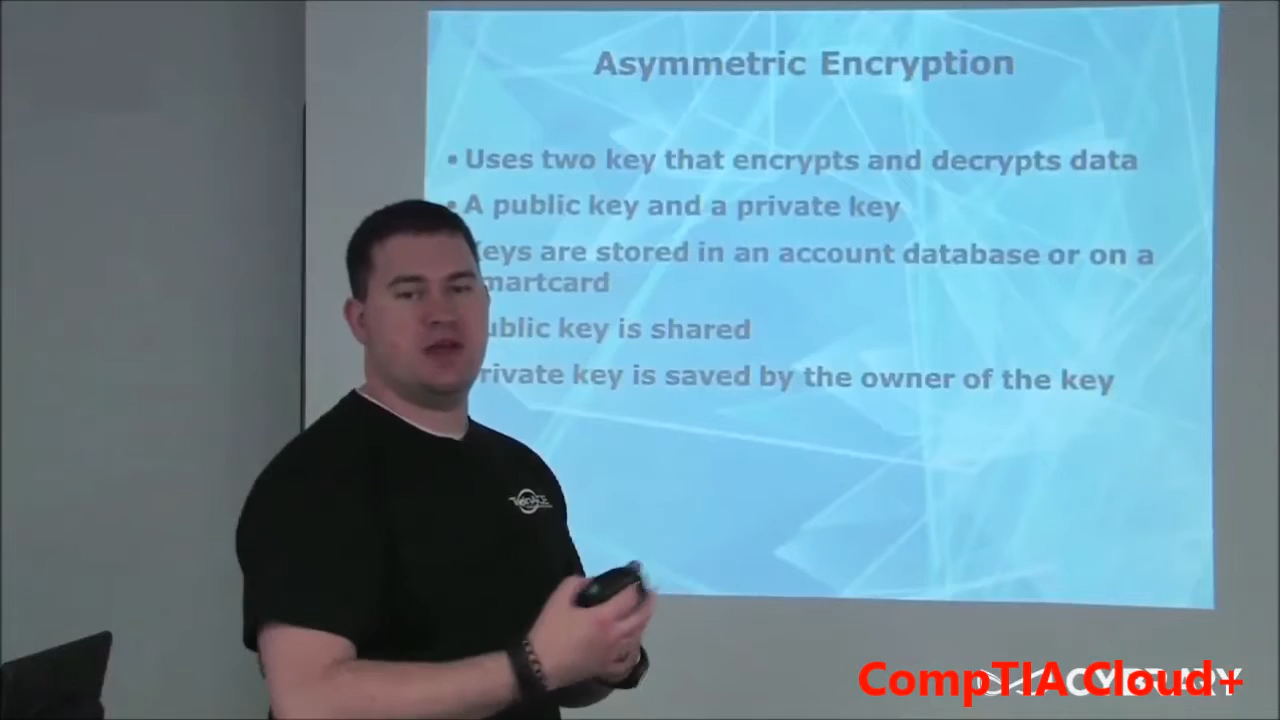 Asymmetric Encryption
• Uses two key that encrypts and decrypts data
• A public key and a private key
eys are stored in an account database or on a
martcard
ublic key is shared
rivate key is saved by the owner of the key
CompTIA Cloud+